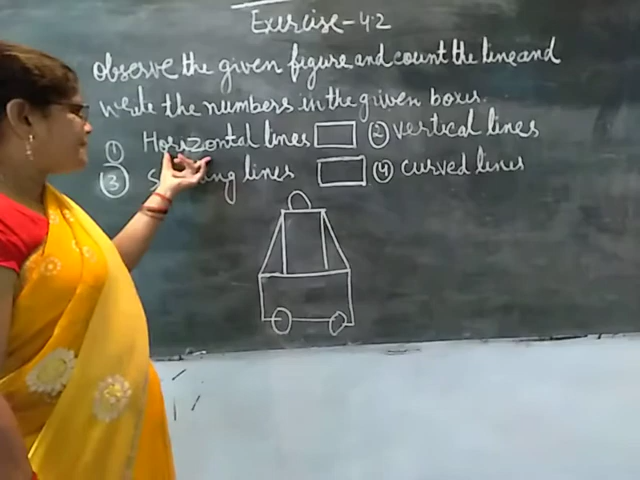 Exercise-4.2
observe the given figure and count the line and
write the numbers in the given boxes.
① Horizontal lines ② vertical lines
③ lines ④ curved lines